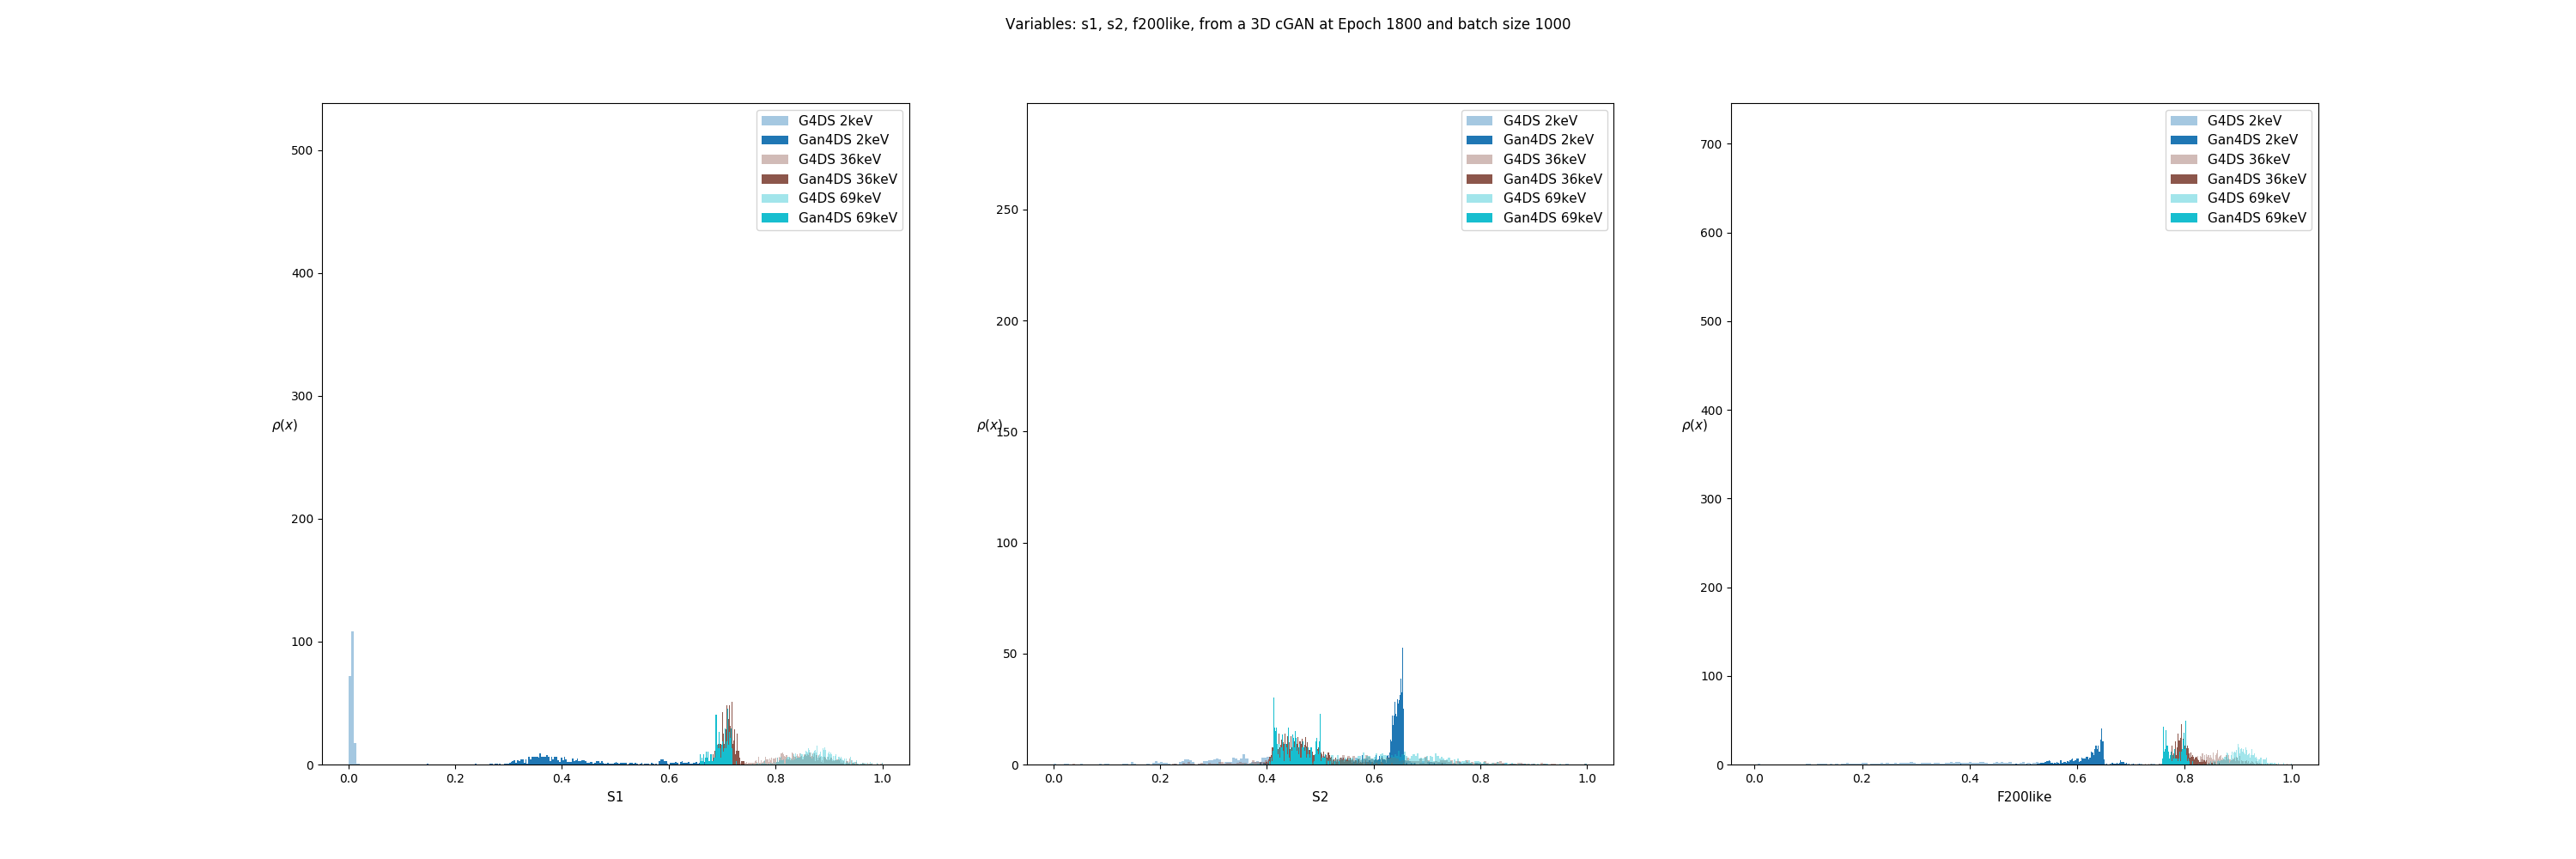 Variables: s1, s2, f200like, from a 3D cGAN at Epoch 1800 and batch size 1000
G4DS 2keV
Gan4DS 2keV
G4DS 36keV
Gan4DS 36keV
G4DS 69keV
Gan4DS 69keV
500
400
300
200
100
0
ρ(x)
0.0 0.2 0.4 0.6 0.8 1.0
S1
G4DS 2keV
Gan4DS 2keV
G4DS 36keV
Gan4DS 36keV
G4DS 69keV
Gan4DS 69keV
250
200
150
100
50
0
ρ(x)
0.0 0.2 0.4 0.6 0.8 1.0
S2
G4DS 2keV
Gan4DS 2keV
G4DS 36keV
Gan4DS 36keV
G4DS 69keV
Gan4DS 69keV
700
600
500
400
300
200
100
0
ρ(x)
0.0 0.2 0.4 0.6 0.8 1.0
F200like